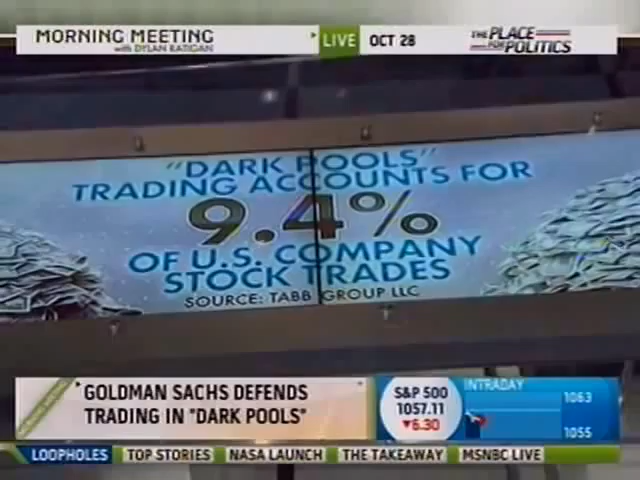 MORNING MEETING
with DYLAN RATIGAN
LIVE
OCT 28
THE PLACE
FOR POLITICS
"DARK POOLS"
TRADING ACCOUNTS FOR
9.4%
OF U.S. COMPANY
STOCK TRADES
SOURCE: TABB GROUP LLC
GOLDMAN SACHS DEFENDS
TRADING IN "DARK POOLS"
S&P 500
1057.11
▼6.30
INTRADAY
1063
1055
LOOPHOLES
TOP STORIES
NASA LAUNCH
THE TAKEAWAY
MSNBC LIVE